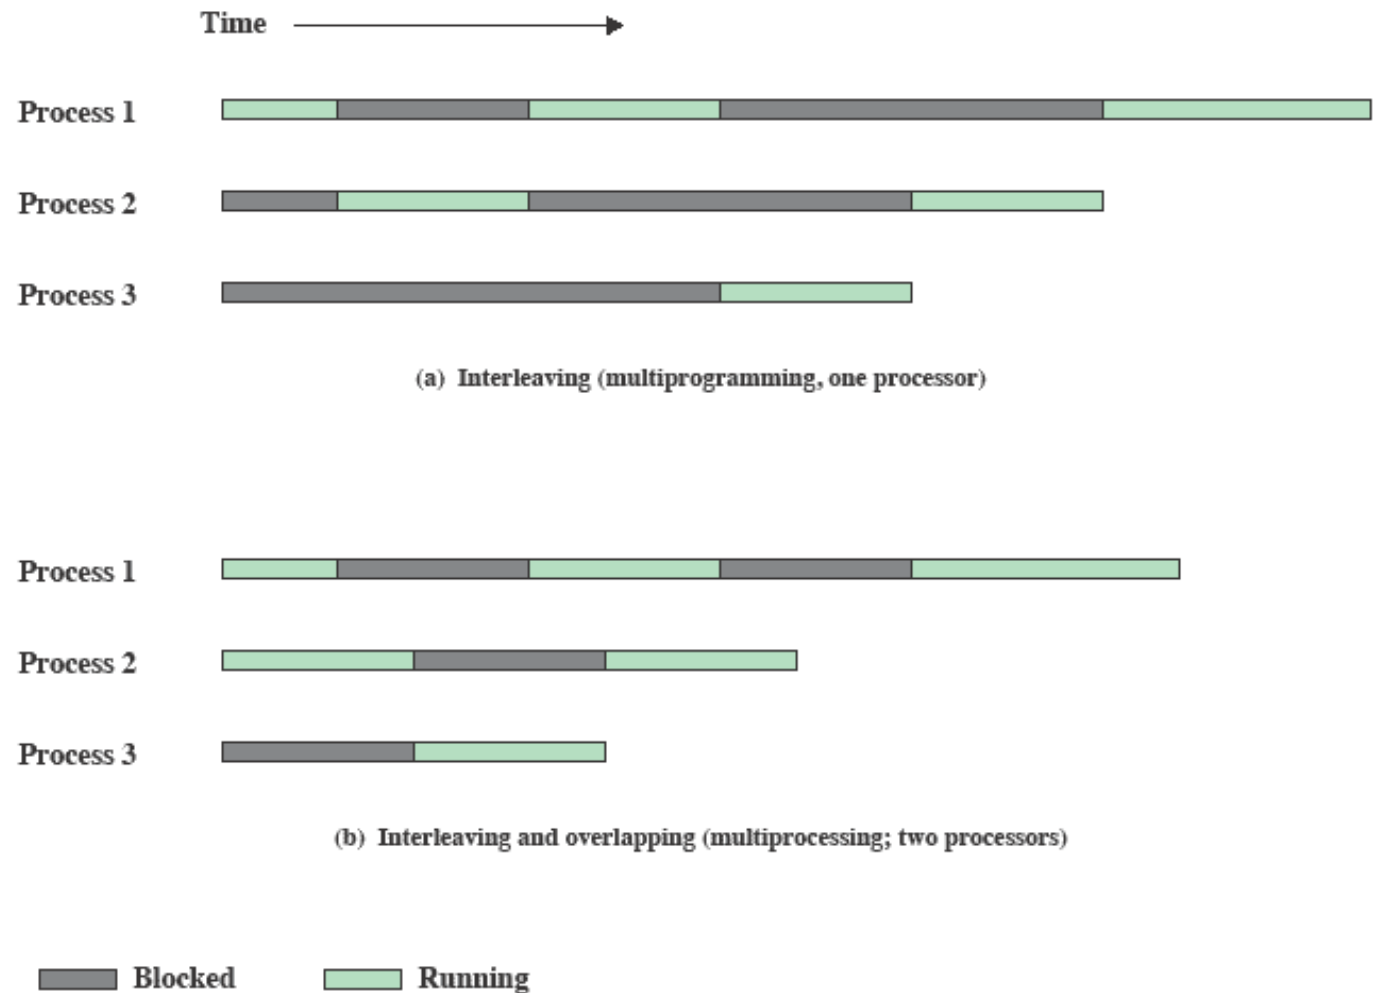 Time
Process 1
Process 2
Process 3
(a) Interleaving (multiprogramming, one processor)
Process 1
Process 2
Process 3
(b) Interleaving and overlapping (multiprocessing; two processors)
Blocked
Running